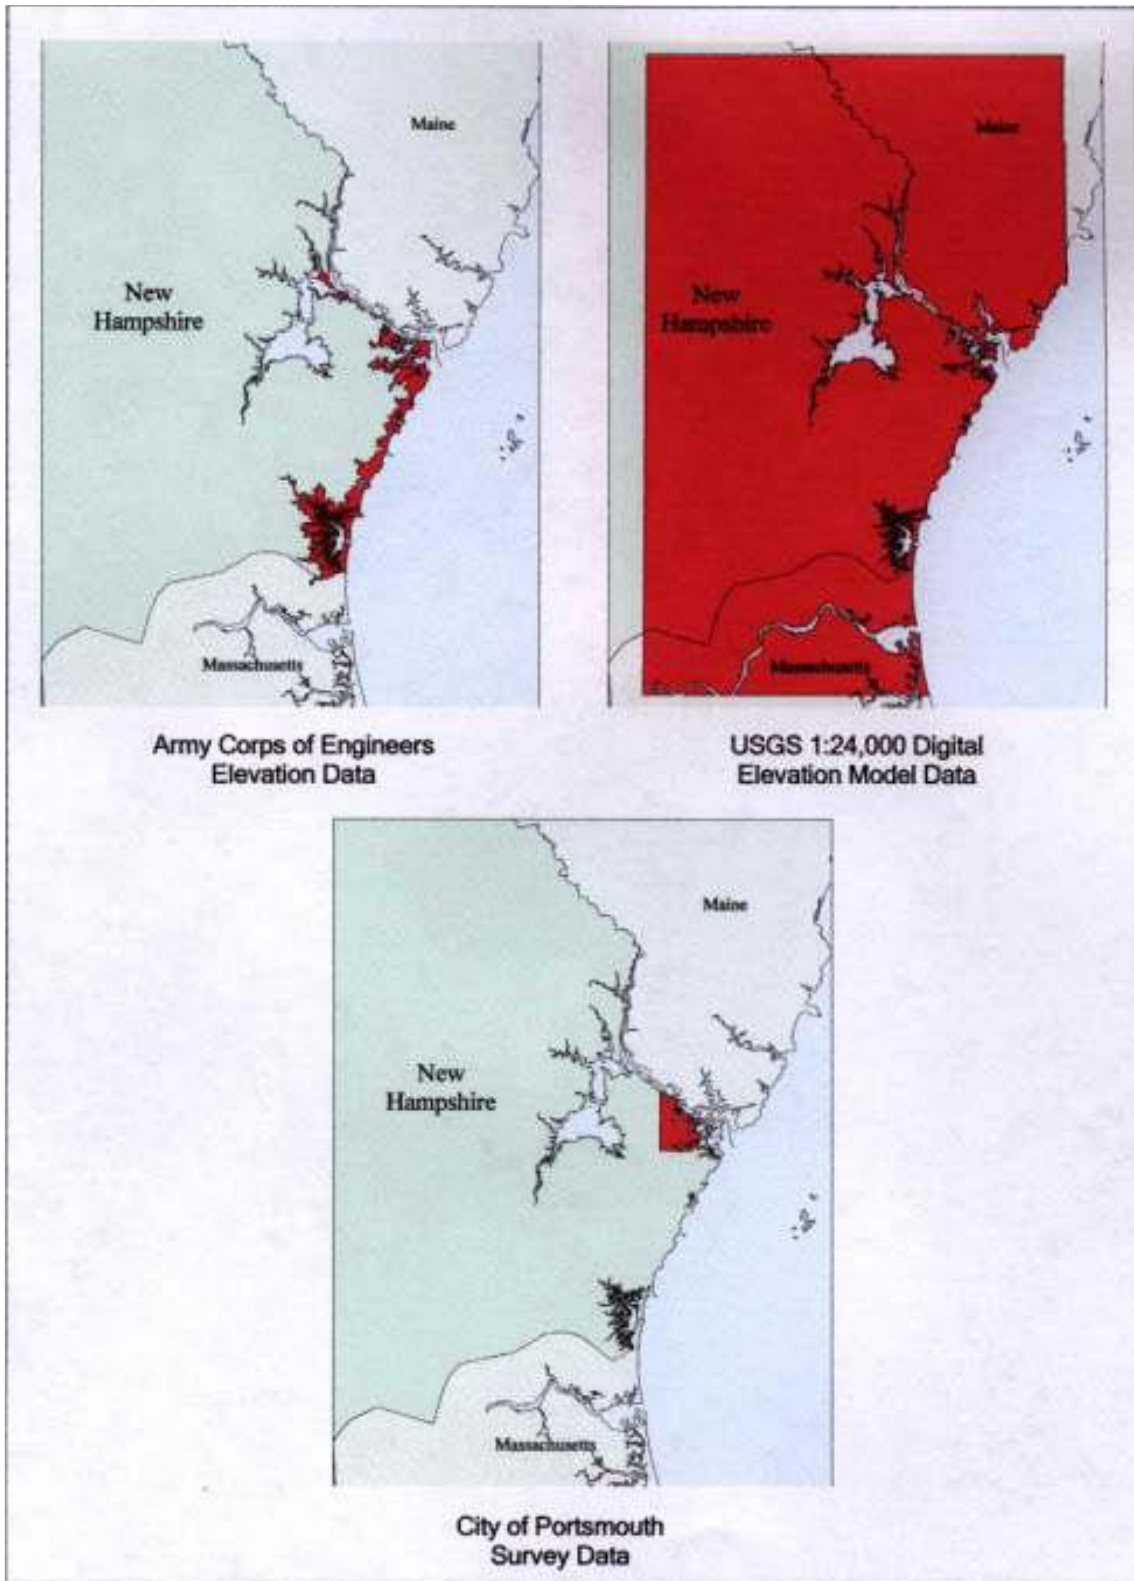 Maine
New
Hampshire
Massachusetts
Army Corps of Engineers
Elevation Data
Maine
New
Hampshire
Massachusetts
USGS 1:24,000 Digital
Elevation Model Data
Maine
New
Hampshire
Massachusetts
City of Portsmouth
Survey Data